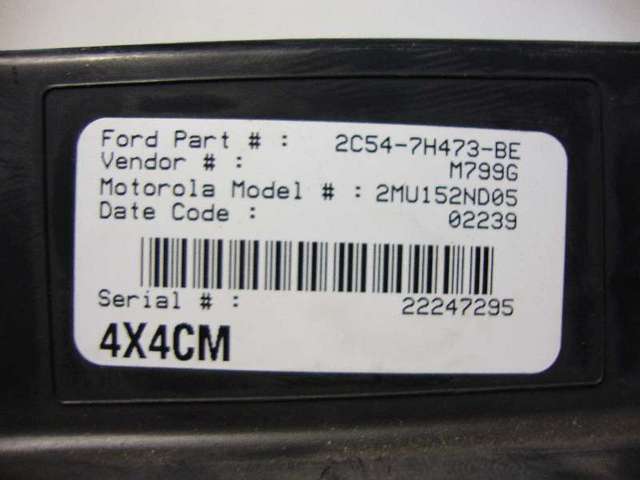 Ford Part # : 2C54-7H473-BE
Vendor # : M799G
Motorola Model # : 2MU152ND05
Date Code : 02239
Serial # : 22247295
4X4CM